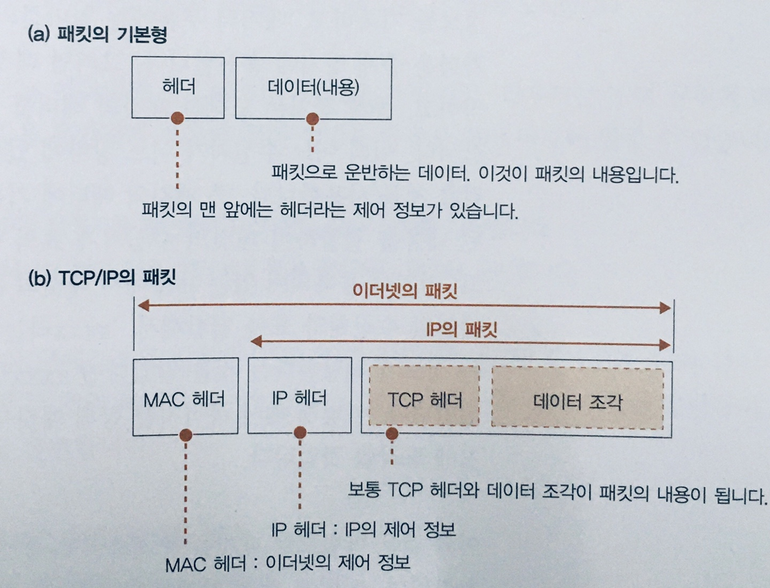 (a) 패킷의 기본형
헤더
데이터(내용)
패킷으로 운반하는 데이터. 이것이 패킷의 내용입니다.
패킷의 맨 앞에는 헤더라는 제어 정보가 있습니다.
(b) TCP/IP의 패킷
이더넷의 패킷
IP의 패킷
MAC 헤더
IP 헤더
TCP 헤더
데이터 조각
보통 TCP 헤더와 데이터 조각이 패킷의 내용이 됩니다.
IP 헤더 : IP의 제어 정보
MAC 헤더 : 이더넷의 제어 정보